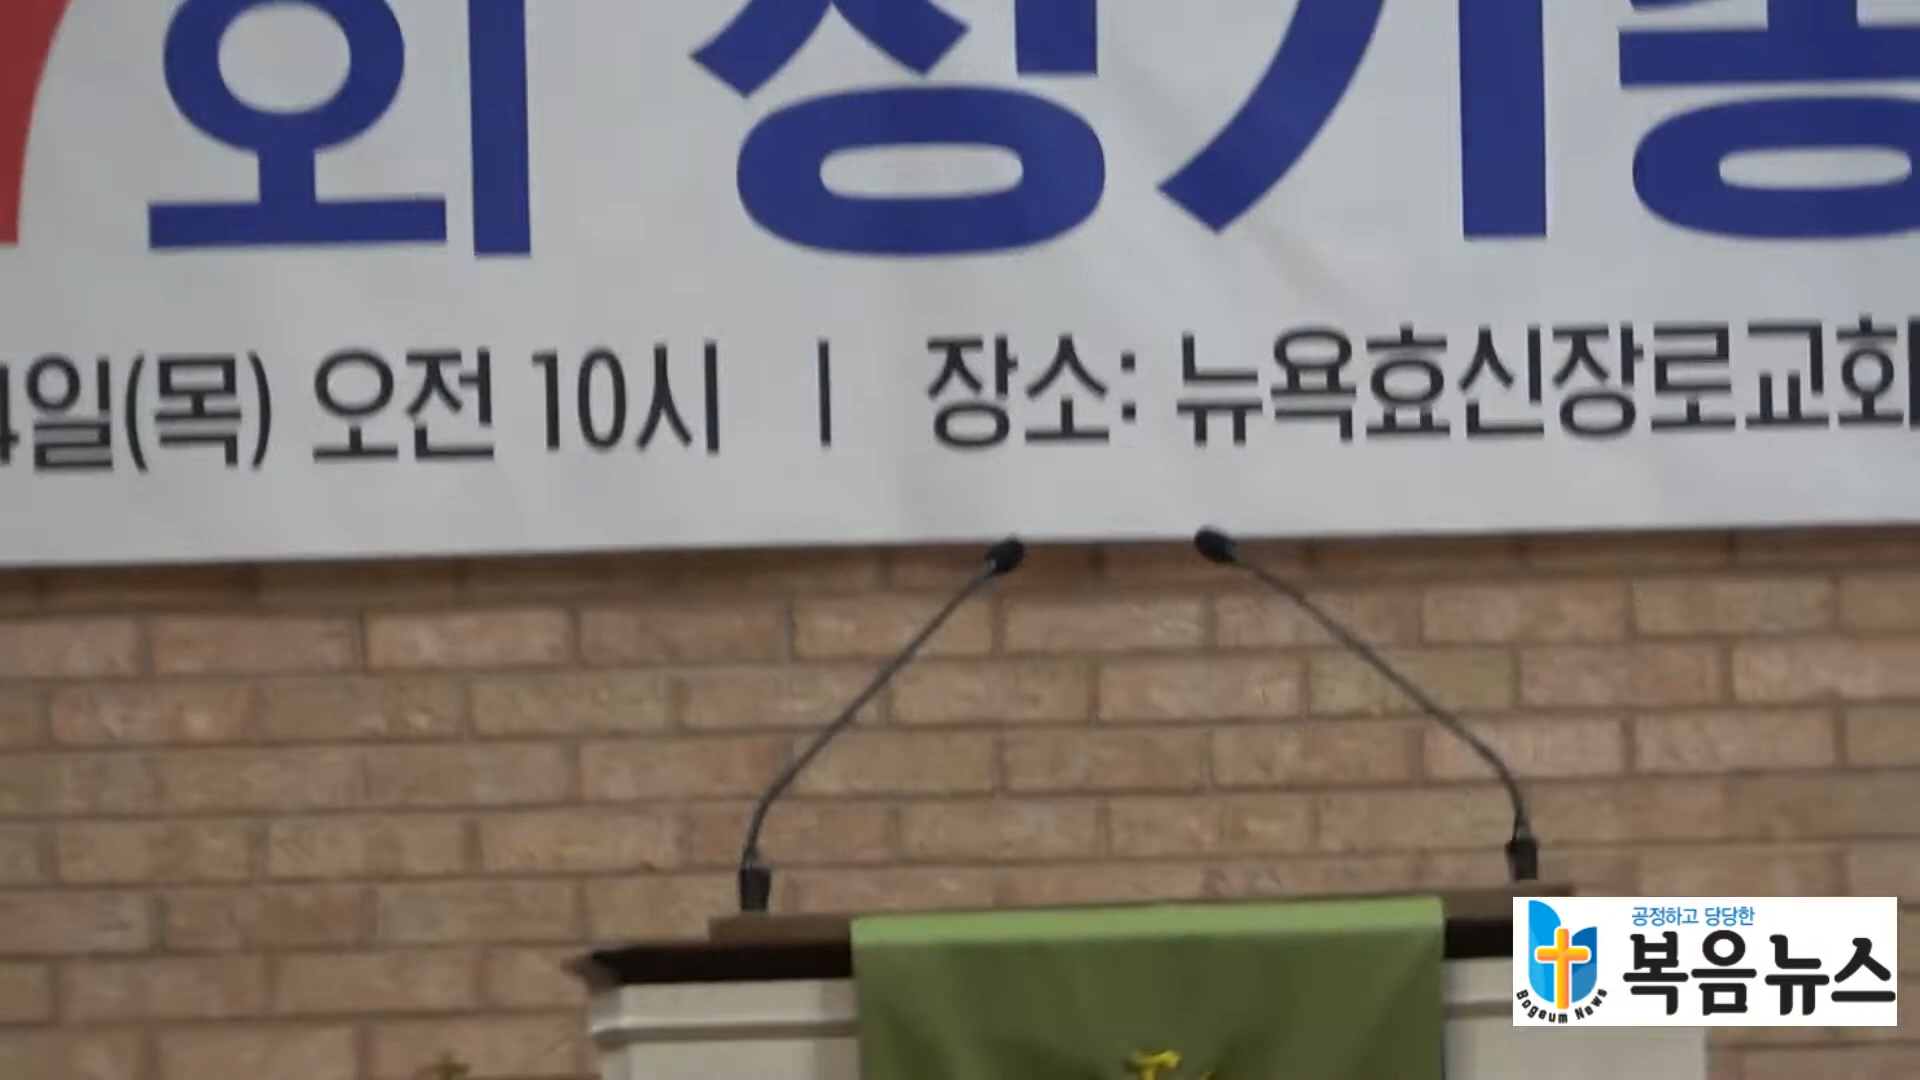 회 정기총
4일(목) 오전 10시 | 장소: 뉴욕효신장로교회
공정하고 당당한
복음뉴스
Bogeum News